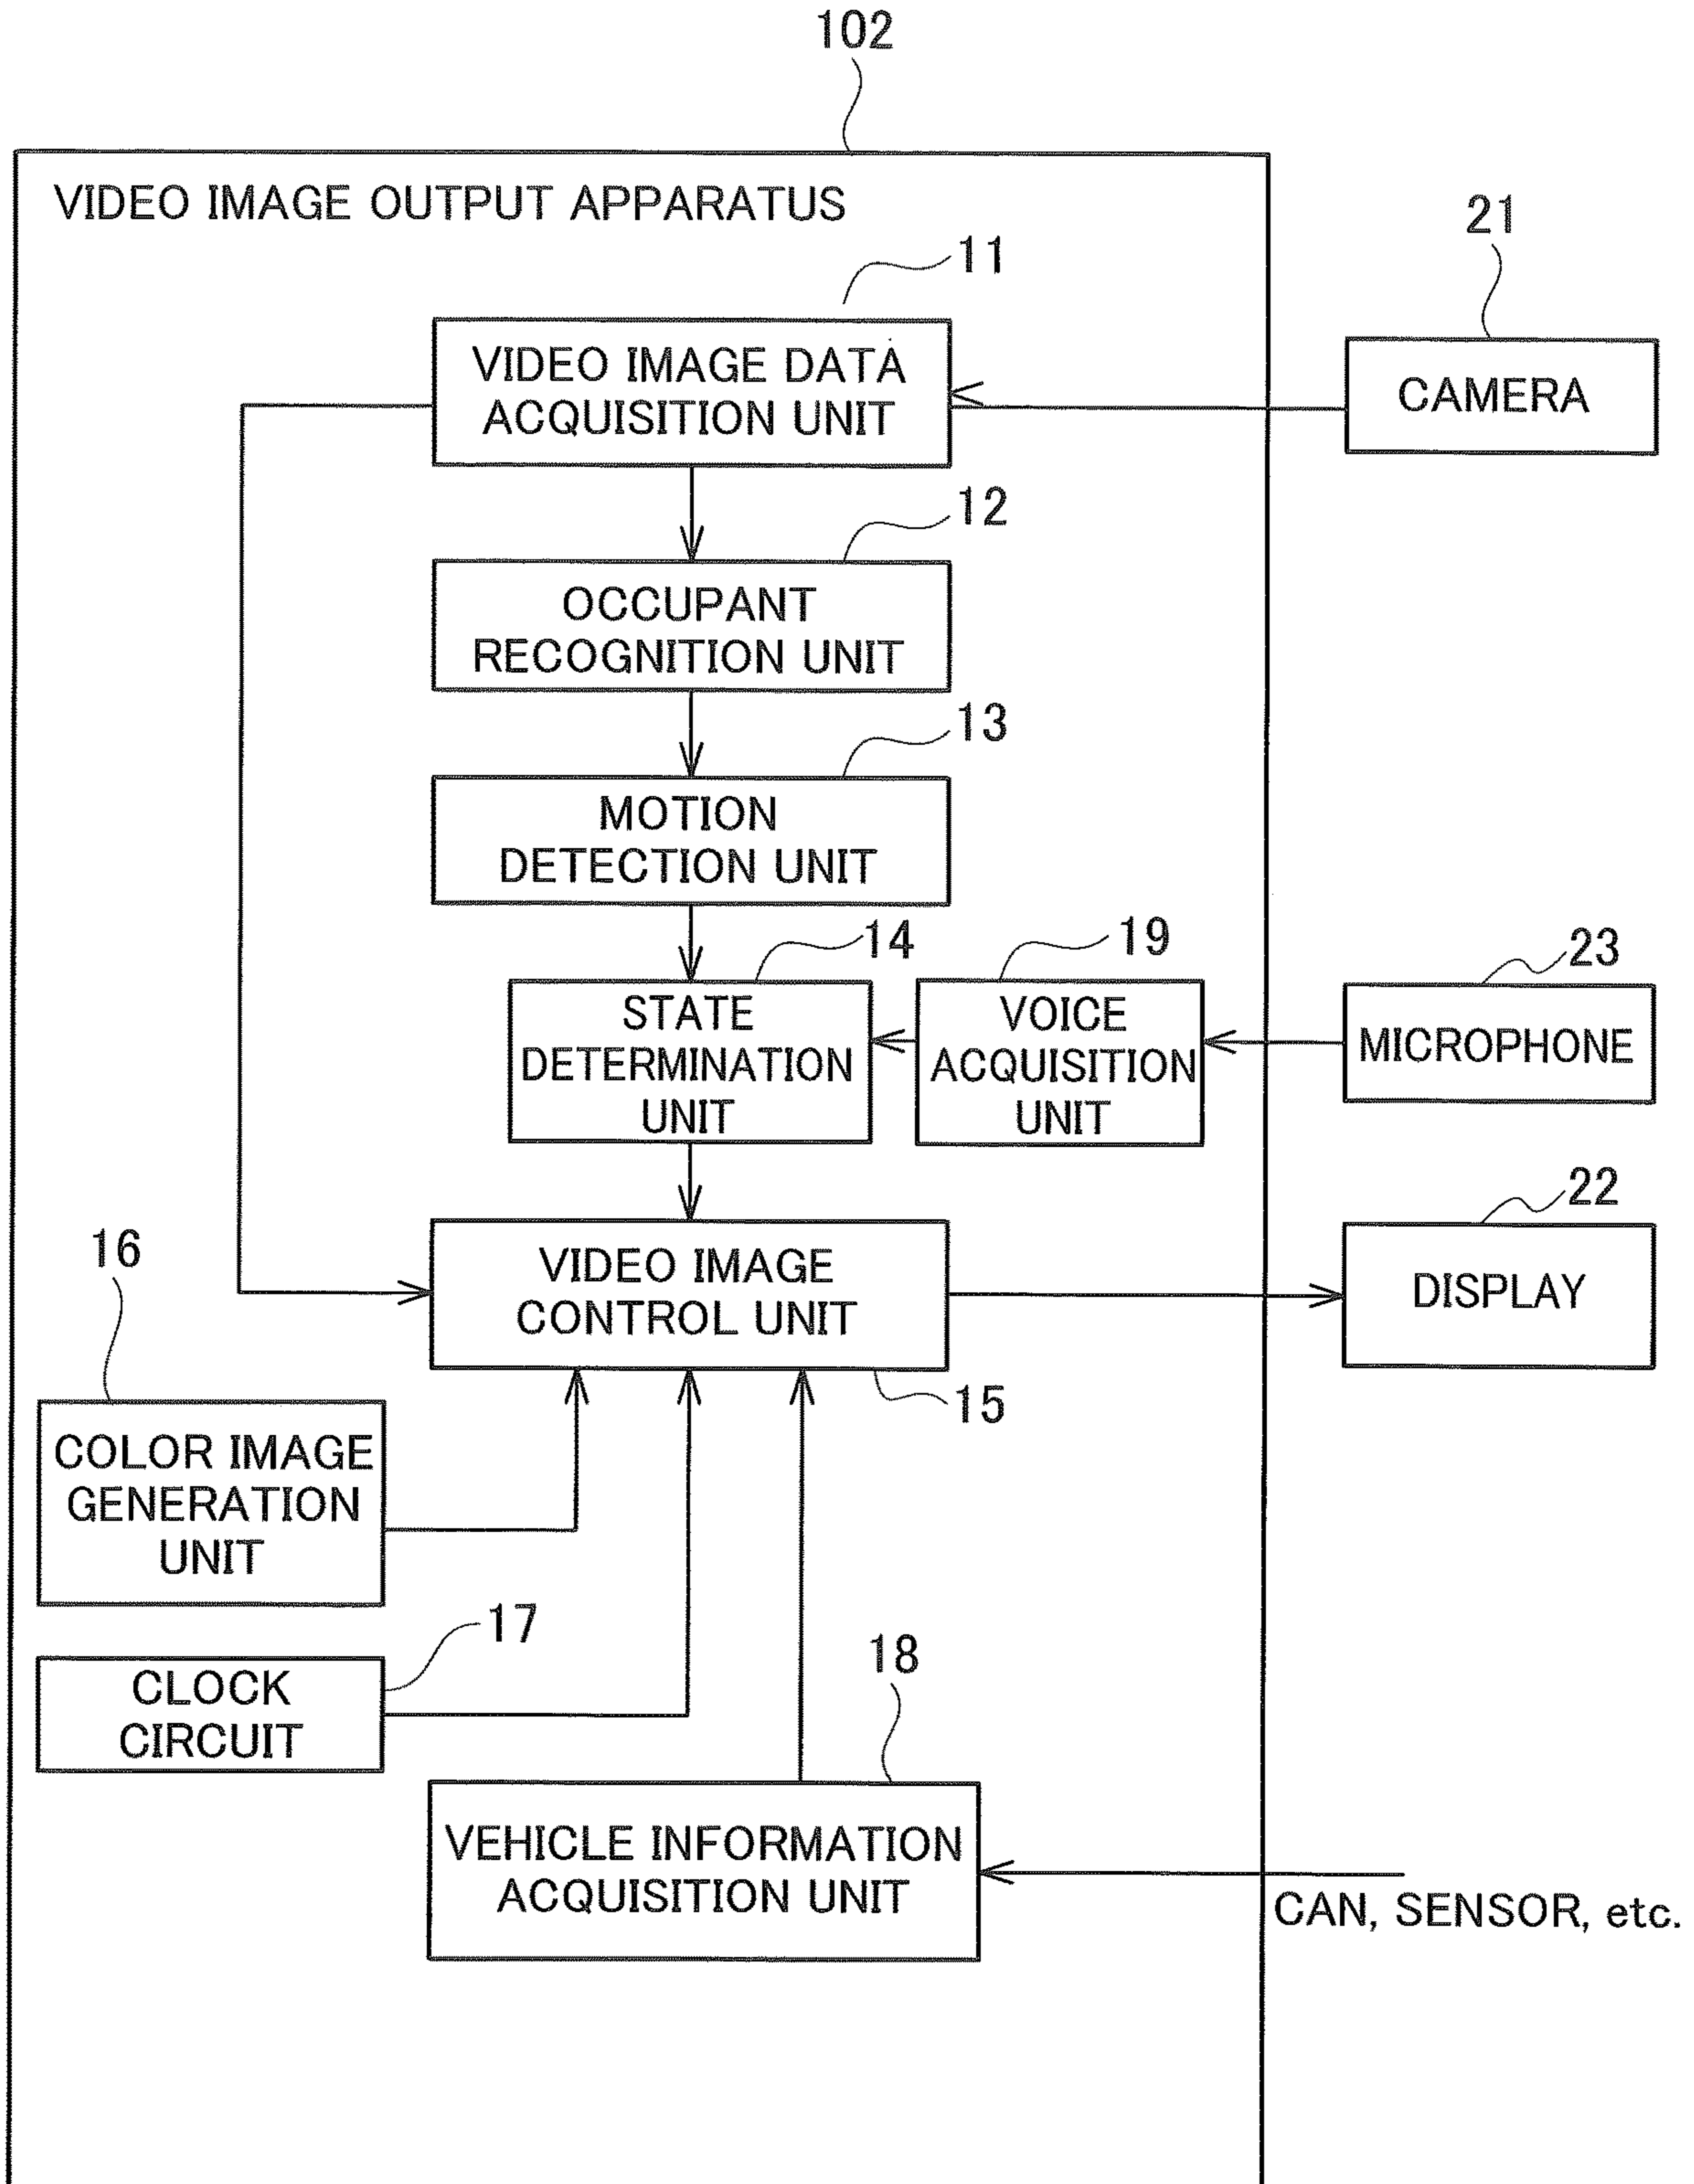 102
VIDEO IMAGE OUTPUT APPARATUS
11
21
VIDEO IMAGE DATA
ACQUISITION UNIT
CAMERA
12
OCCUPANT
RECOGNITION UNIT
13
MOTION
DETECTION UNIT
14
19
23
STATE
DETERMINATION
UNIT
VOICE
ACQUISITION
UNIT
MICROPHONE
22
16
VIDEO IMAGE
CONTROL UNIT
DISPLAY
15
COLOR IMAGE
GENERATION
UNIT
17
CLOCK
CIRCUIT
18
VEHICLE INFORMATION
ACQUISITION UNIT
CAN, SENSOR, etc.